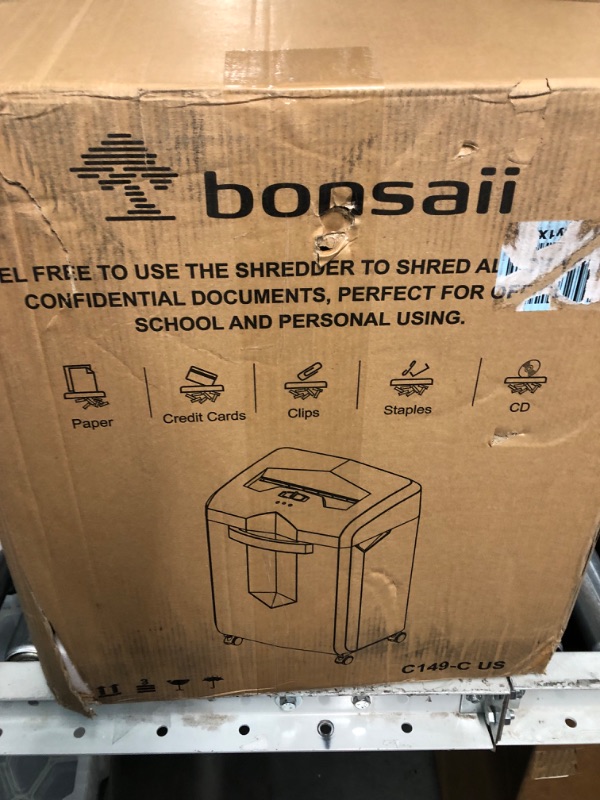 bonsaii
EL FREE TO USE THE SHREDDER TO SHRED
CONFIDENTIAL DOCUMENTS, PERFECT FOR
SCHOOL AND PERSONAL USING.
Paper
Credit Cards
Clips
Staples
CD
C149-C US
3